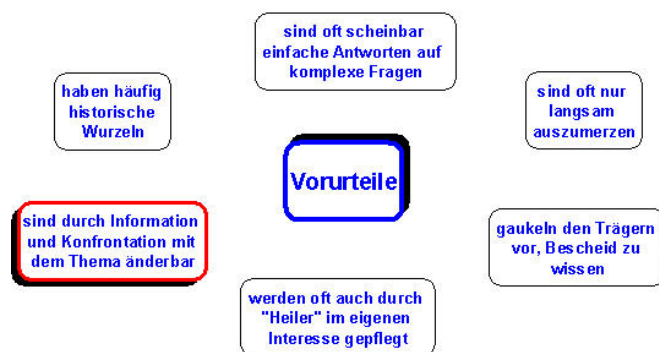 sind oft scheinbar
einfache Antworten auf
komplexe Fragen
haben häufig
historische
Wurzeln
sind oft nur
langsam
auszumerzen
Vorurteile
sind durch Information
und Konfrontation mit
dem Thema änderbar
gaukeln den Trägern
vor, Bescheid zu
wissen
werden oft auch durch
"Heiler" im eigenen
Interesse gepflegt